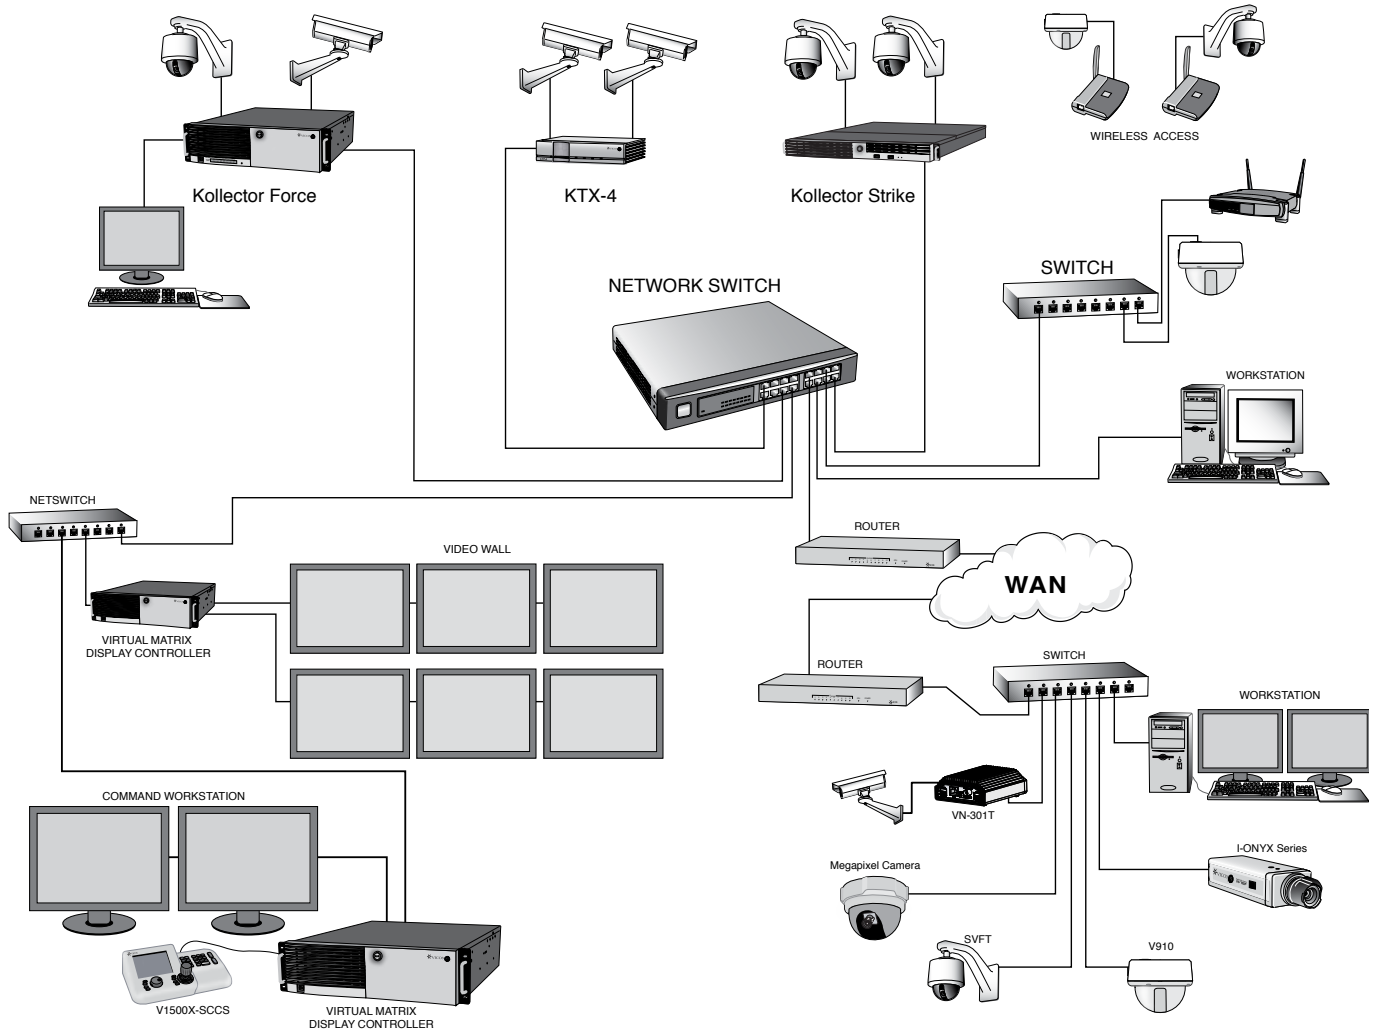 WIRELESS ACCESS
Kollector Force
KTX-4
Kollector Strike
SWITCH
NETWORK SWITCH
WORKSTATION
NETSWITCH
ROUTER
VIDEO WALL
WAN
VIRTUAL MATRIX
DISPLAY CONTROLLER
SWITCH
ROUTER
WORKSTATION
COMMAND WORKSTATION
VN-301T
I-ONYX Series
Megapixel Camera
SVFT
V910
V1500X-SCCS
VIRTUAL MATRIX
DISPLAY CONTROLLER